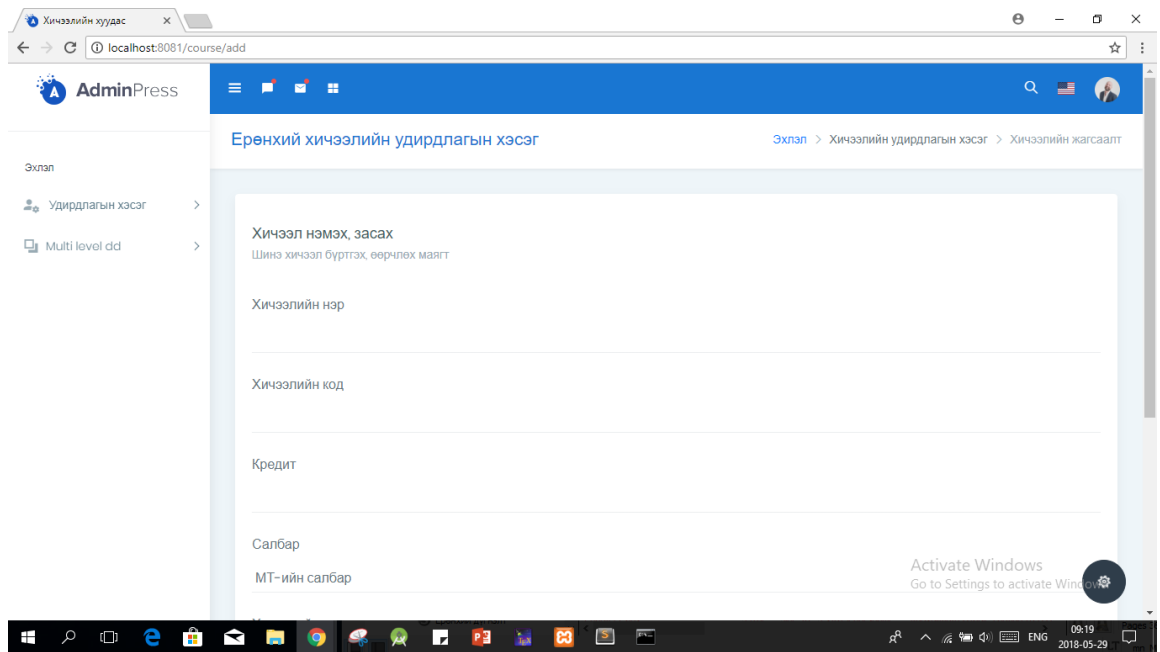 Хичээлийн хуудас
localhost:8081/course/add
AdminPress
Ерөнхий хичээлийн удирдлагын хэсэг
Эхлэл > Хичээлийн удирдлагын хэсэг > Хичээлийн жагсаалт
Эхлэл
Удирдлагын хэсэг
Multi level dd
Хичээл нэмэх, засах
Шинэ хичээл бүртгэх, өөрчлөх маягт
Хичээлийн нэр
Хичээлийн код
Кредит
Салбар
МТ-ийн салбар
Activate Windows
Go to Settings to activate Windows.
ENG
09:19
2018-05-29